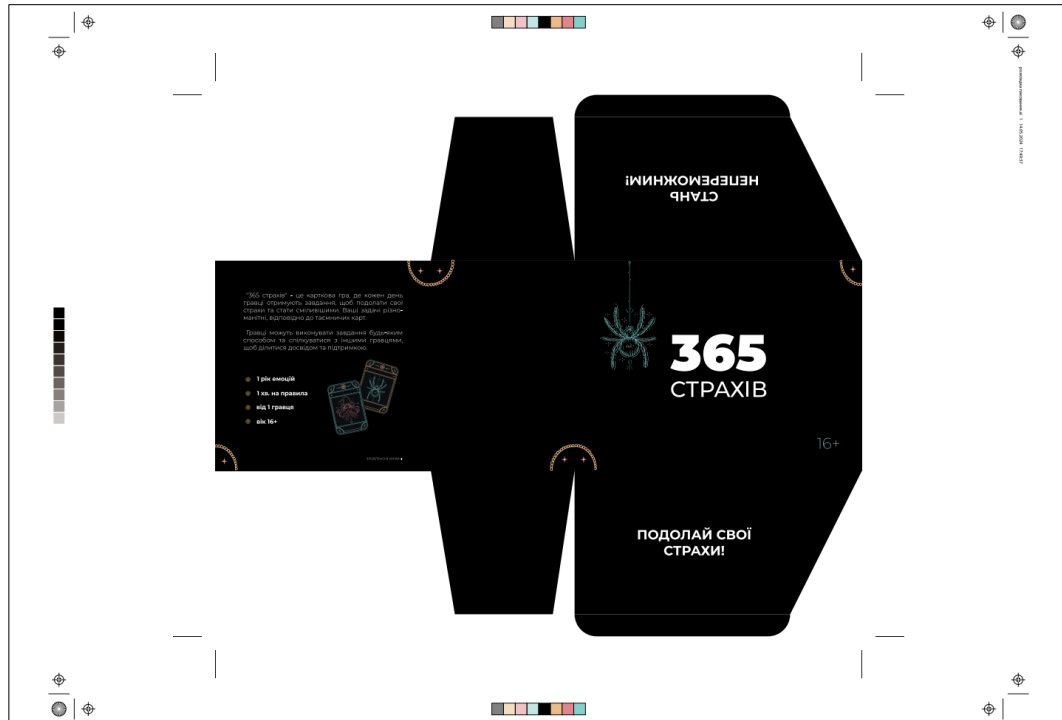 СТАНЬ
НЕПЕРЕМОЖНИМ!
"365 страхів" - це карткова гра, де кожен день
гравці отримують завдання, щоб подолати свої
страхи та стати сміливішими. Ваші задачі різно-
манітні, відповідно до таємничих карт.
Гравці можуть виконувати завдання будь-яким
способом та спілкуватися з іншими гравцями,
щоб ділитися досвідом та підтримкою.
1 рік емоцій
1 хв. на правила
від 1 гравця
вік 16+
365
СТРАХІВ
16+
ПОДОЛАЙ СВОЇ
СТРАХИ!